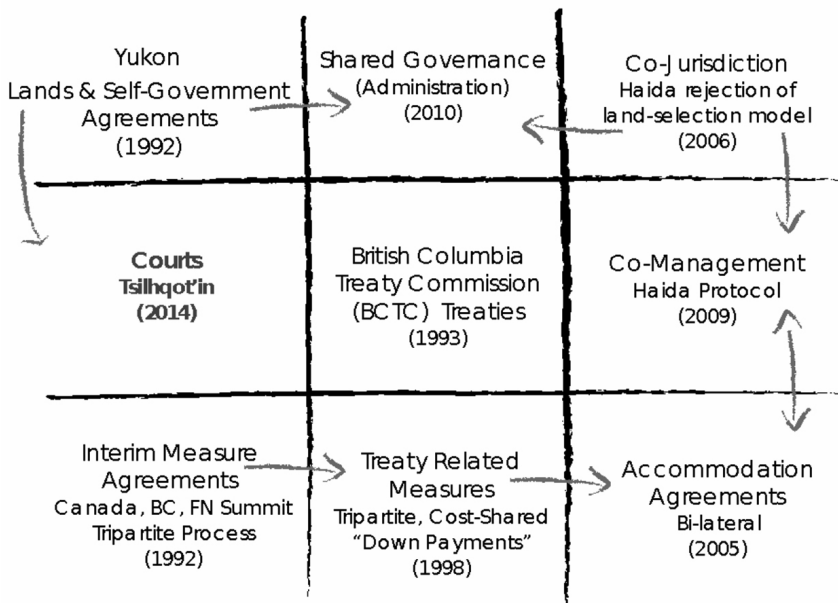 Yukon
Lands & Self-Government
Agreements
(1992)
Shared Governance
(Administration)
(2010)
Co-Jurisdiction
Haida rejection of
land-selection model
(2006)
Courts
Tsilhqot’in
(2014)
British Columbia
Treaty Commission
(BCTC) Treaties
(1993)
Co-Management
Haida Protocol
(2009)
Interim Measure
Agreements
Canada, BC, FN Summit
Tripartite Process
(1992)
Treaty Related
Measures
Tripartite, Cost-Shared
“Down Payments”
(1998)
Accommodation
Agreements
Bi-lateral
(2005)